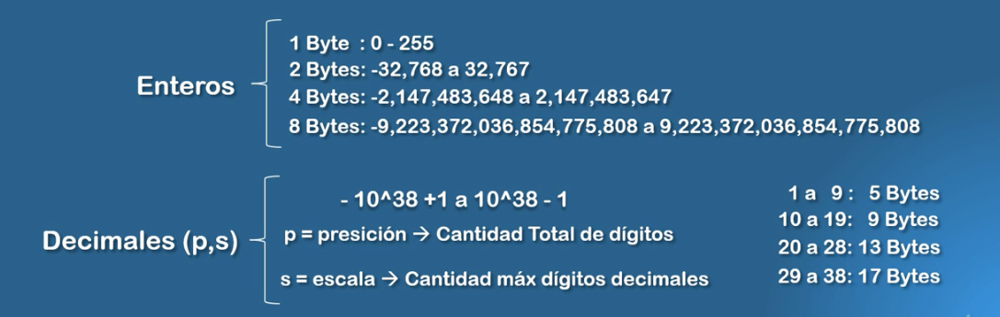 Enteros
1 Byte : 0 - 255
2 Bytes: -32,768 a 32,767
4 Bytes: -2,147,483,648 a 2,147,483,647
8 Bytes: -9,223,372,036,854,775,808 a 9,223,372,036,854,775,808
Decimales (p,s)
- 10^38 +1 a 10^38 - 1
p = presición → Cantidad Total de dígitos
s = escala → Cantidad máx dígitos decimales
1 a 9 : 5 Bytes
10 a 19: 9 Bytes
20 a 28: 13 Bytes
29 a 38: 17 Bytes